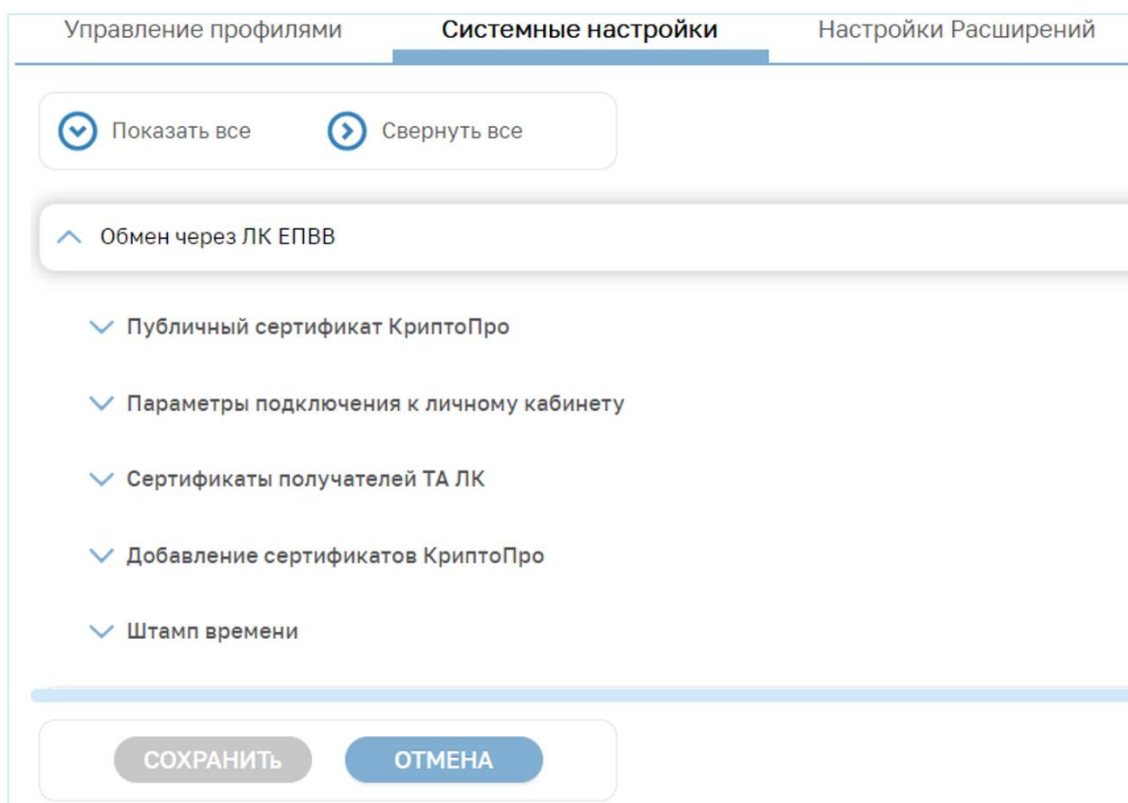 Управление профилями Системные настройки Настройки Расширений
Показать все Свернуть все
Обмен через ЛК ЕПВВ
Публичный сертификат КриптоПро
Параметры подключения к личному кабинету
Сертификаты получателей ТА ЛК
Добавление сертификатов КриптоПро
Штамп времени
СОХРАНИТЬ ОТМЕНА